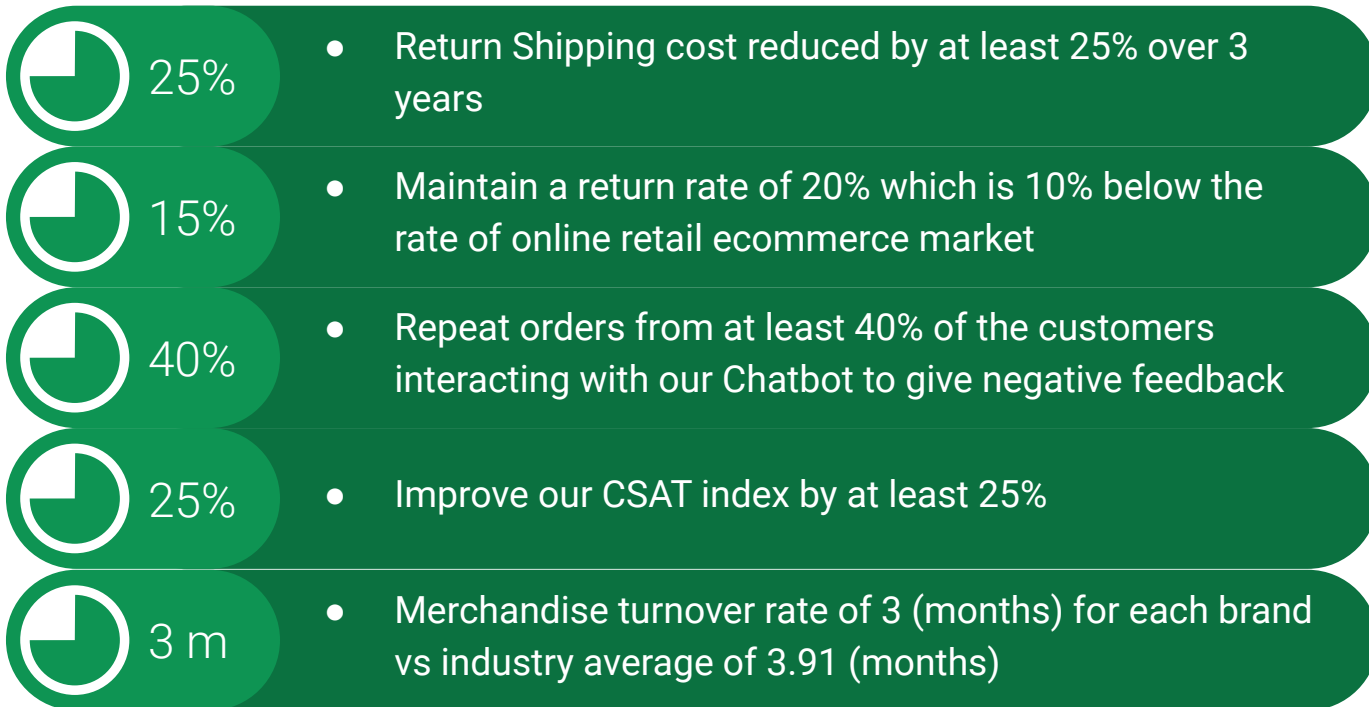 25%
● Return Shipping cost reduced by at least 25% over 3
years
15%
● Maintain a return rate of 20% which is 10% below the
rate of online retail ecommerce market
40%
● Repeat orders from at least 40% of the customers
interacting with our Chatbot to give negative feedback
25%
● Improve our CSAT index by at least 25%
3 m
● Merchandise turnover rate of 3 (months) for each brand
vs industry average of 3.91 (months)